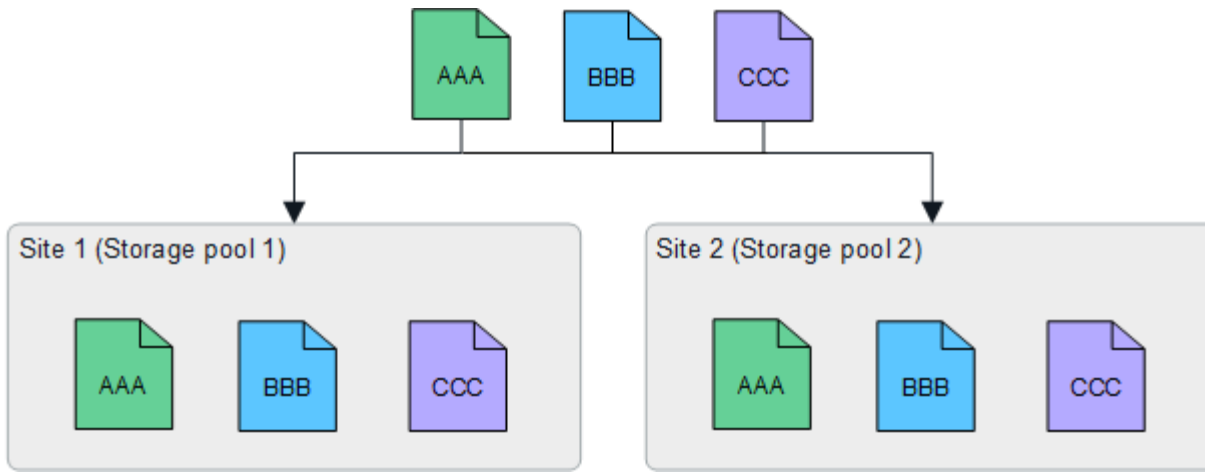 AAA
BBB
CCC
Site 1 (Storage pool 1)
AAA
BBB
CCC
Site 2 (Storage pool 2)
AAA
BBB
CCC